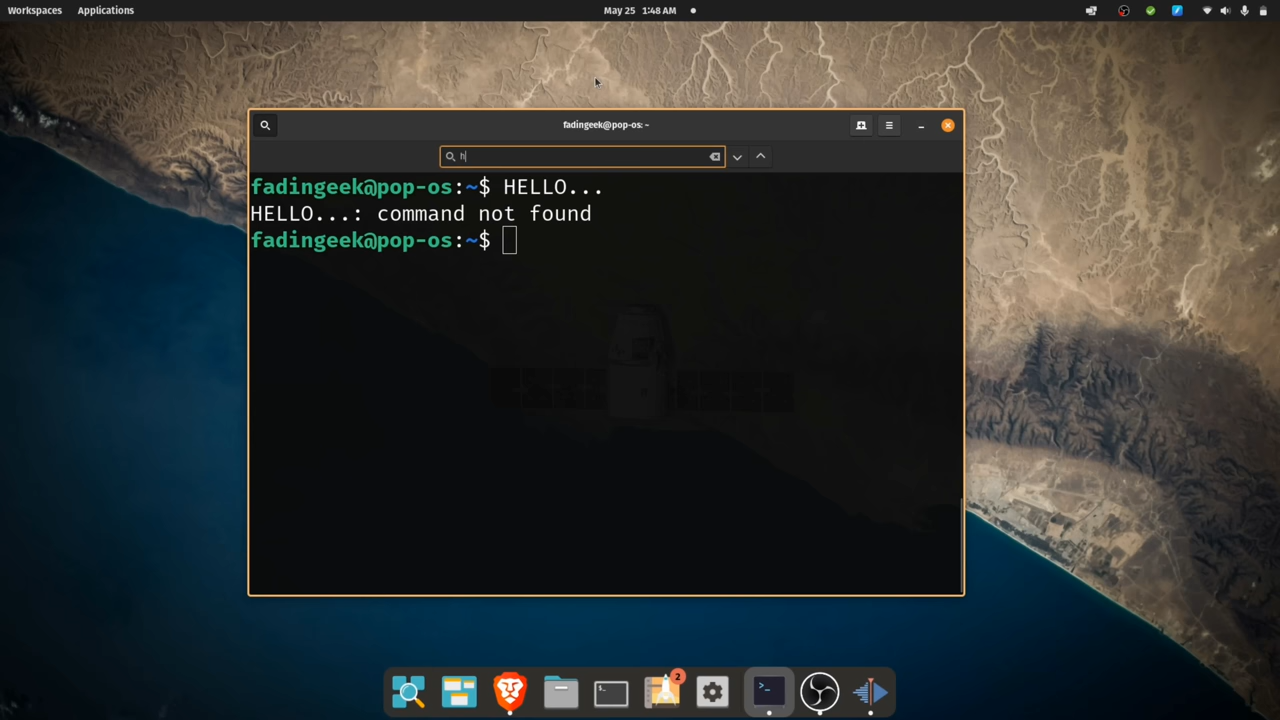 Workspaces Applications May 25 1:48 AM
fadingeek@pop-os: ~
h
fadingeek@pop-os:~$ HELLO...
HELLO...: command not found
fadingeek@pop-os:~$
2